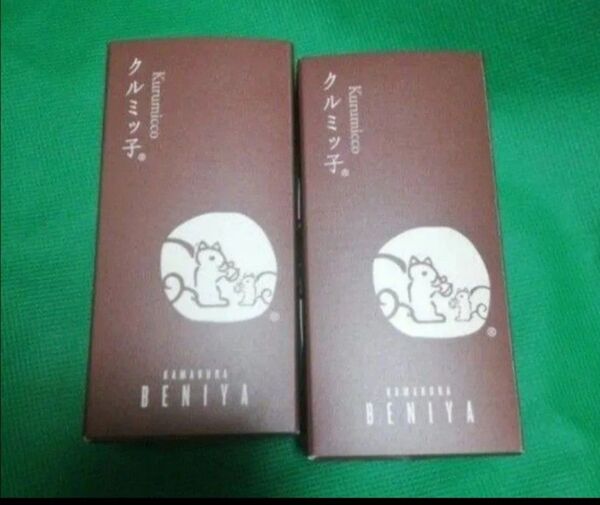 Kurumicco
クルミッ子®
®
KAMAKURA
BENIYA
Kurumicco
クルミッ子®
®
KAMAKURA
BENIYA